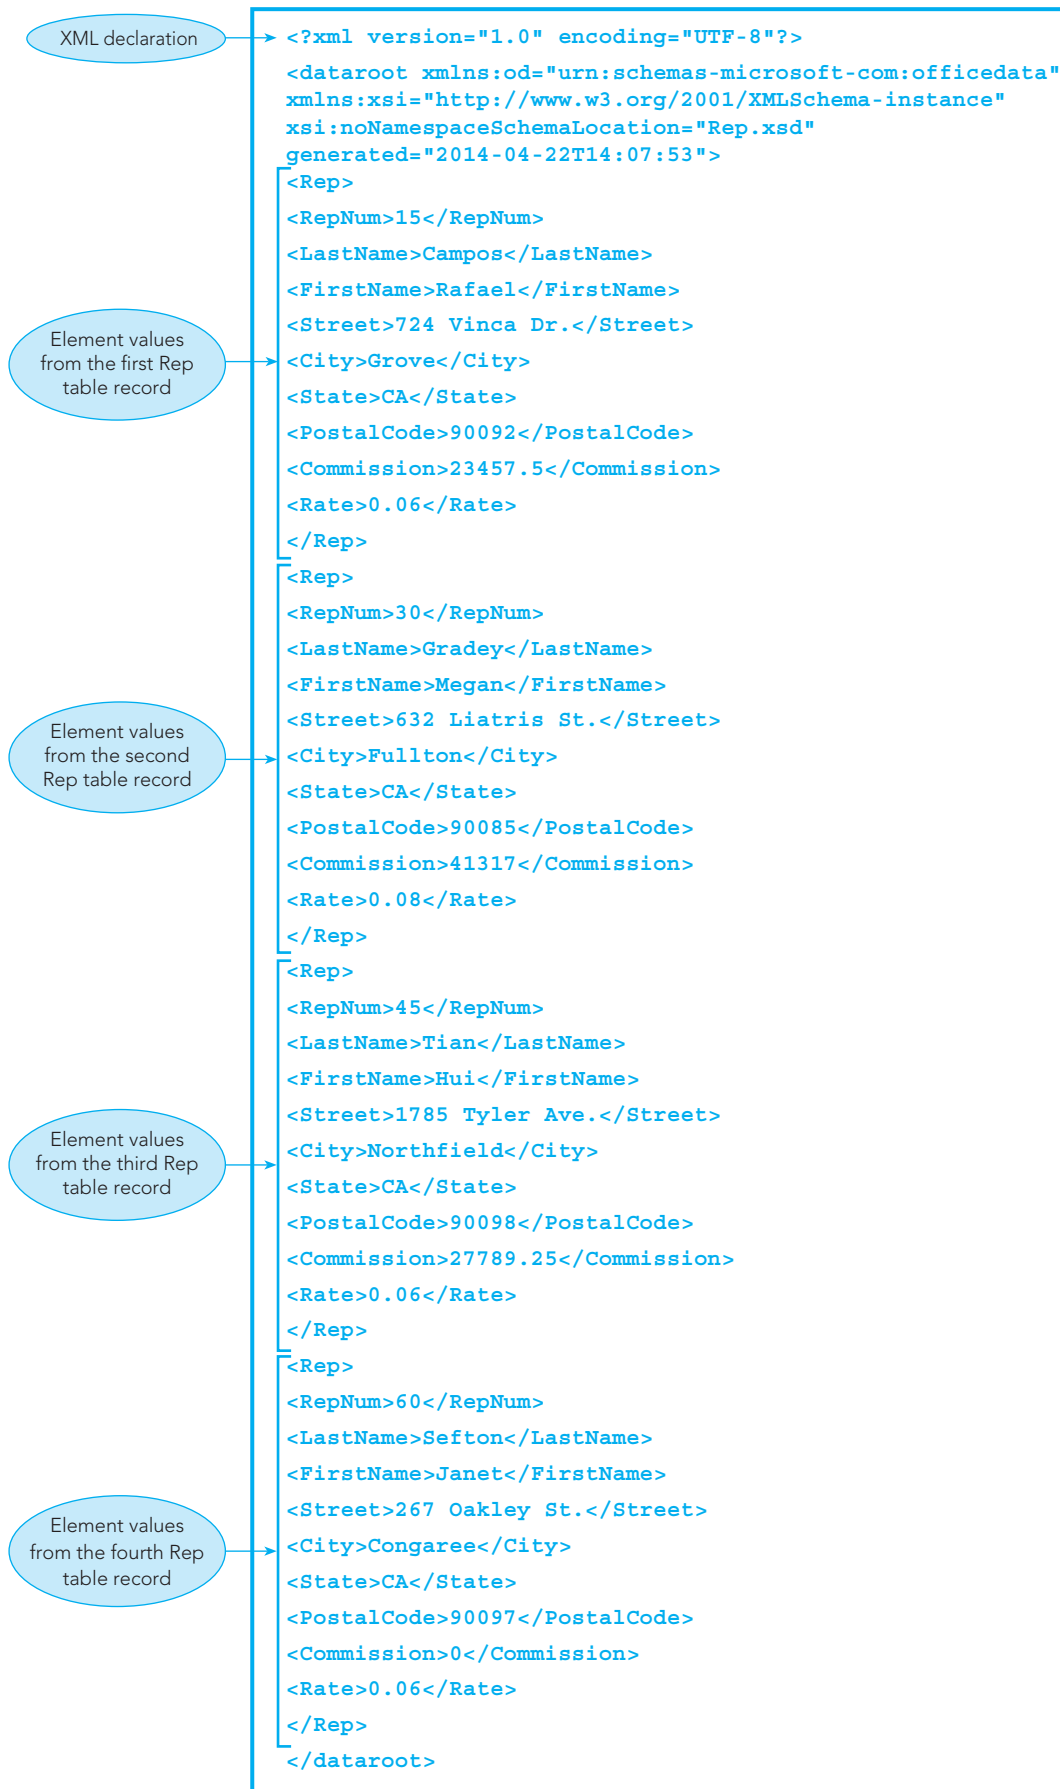 XML declaration
<?xml version="1.0" encoding="UTF-8"?>
<dataroot xmlns:od="urn:schemas-microsoft-com:officedata"
xmlns:xsi="http://www.w3.org/2001/XMLSchema-instance"
xsi:noNamespaceSchemaLocation="Rep.xsd"
generated="2014-04-22T14:07:53">
Element values
from the first Rep
table record
<Rep>
<RepNum>15</RepNum>
<LastName>Campos</LastName>
<FirstName>Rafael</FirstName>
<Street>724 Vinca Dr.</Street>
<City>Grove</City>
<State>CA</State>
<PostalCode>90092</PostalCode>
<Commission>23457.5</Commission>
<Rate>0.06</Rate>
</Rep>
Element values
from the second
Rep table record
<Rep>
<RepNum>30</RepNum>
<LastName>Gradey</LastName>
<FirstName>Megan</FirstName>
<Street>632 Liatris St.</Street>
<City>Fullton</City>
<State>CA</State>
<PostalCode>90085</PostalCode>
<Commission>41317</Commission>
<Rate>0.08</Rate>
</Rep>
Element values
from the third Rep
table record
<Rep>
<RepNum>45</RepNum>
<LastName>Tian</LastName>
<FirstName>Hui</FirstName>
<Street>1785 Tyler Ave.</Street>
<City>Northfield</City>
<State>CA</State>
<PostalCode>90098</PostalCode>
<Commission>27789.25</Commission>
<Rate>0.06</Rate>
</Rep>
Element values
from the fourth Rep
table record
<Rep>
<RepNum>60</RepNum>
<LastName>Sefton</LastName>
<FirstName>Janet</FirstName>
<Street>267 Oakley St.</Street>
<City>Congaree</City>
<State>CA</State>
<PostalCode>90097</PostalCode>
<Commission>0</Commission>
<Rate>0.06</Rate>
</Rep>
</dataroot>